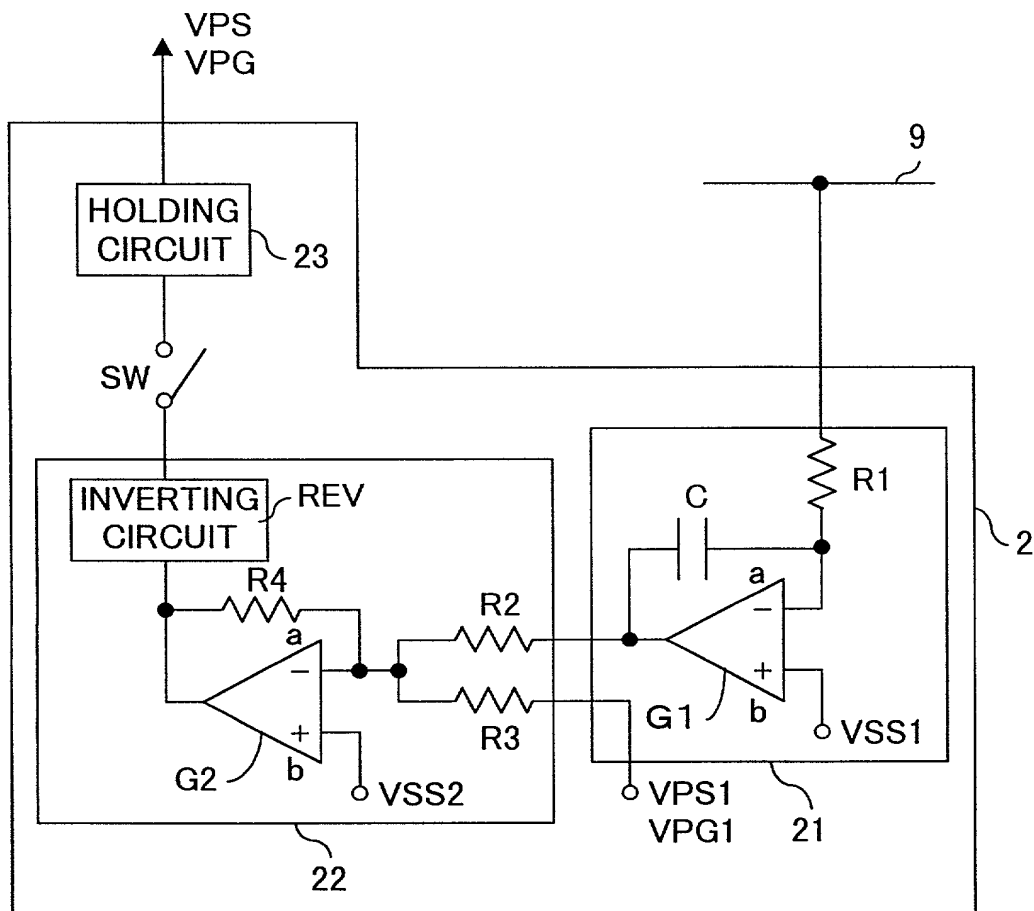 VPS
VPG
9
HOLDING
CIRCUIT
23
SW
R1
INVERTING
CIRCUIT
REV
C
2
R4
R2
a
a
−
−
+
+
R3
G1
b
b
G2
VSS1
VSS2
VPS1
VPG1
21
22